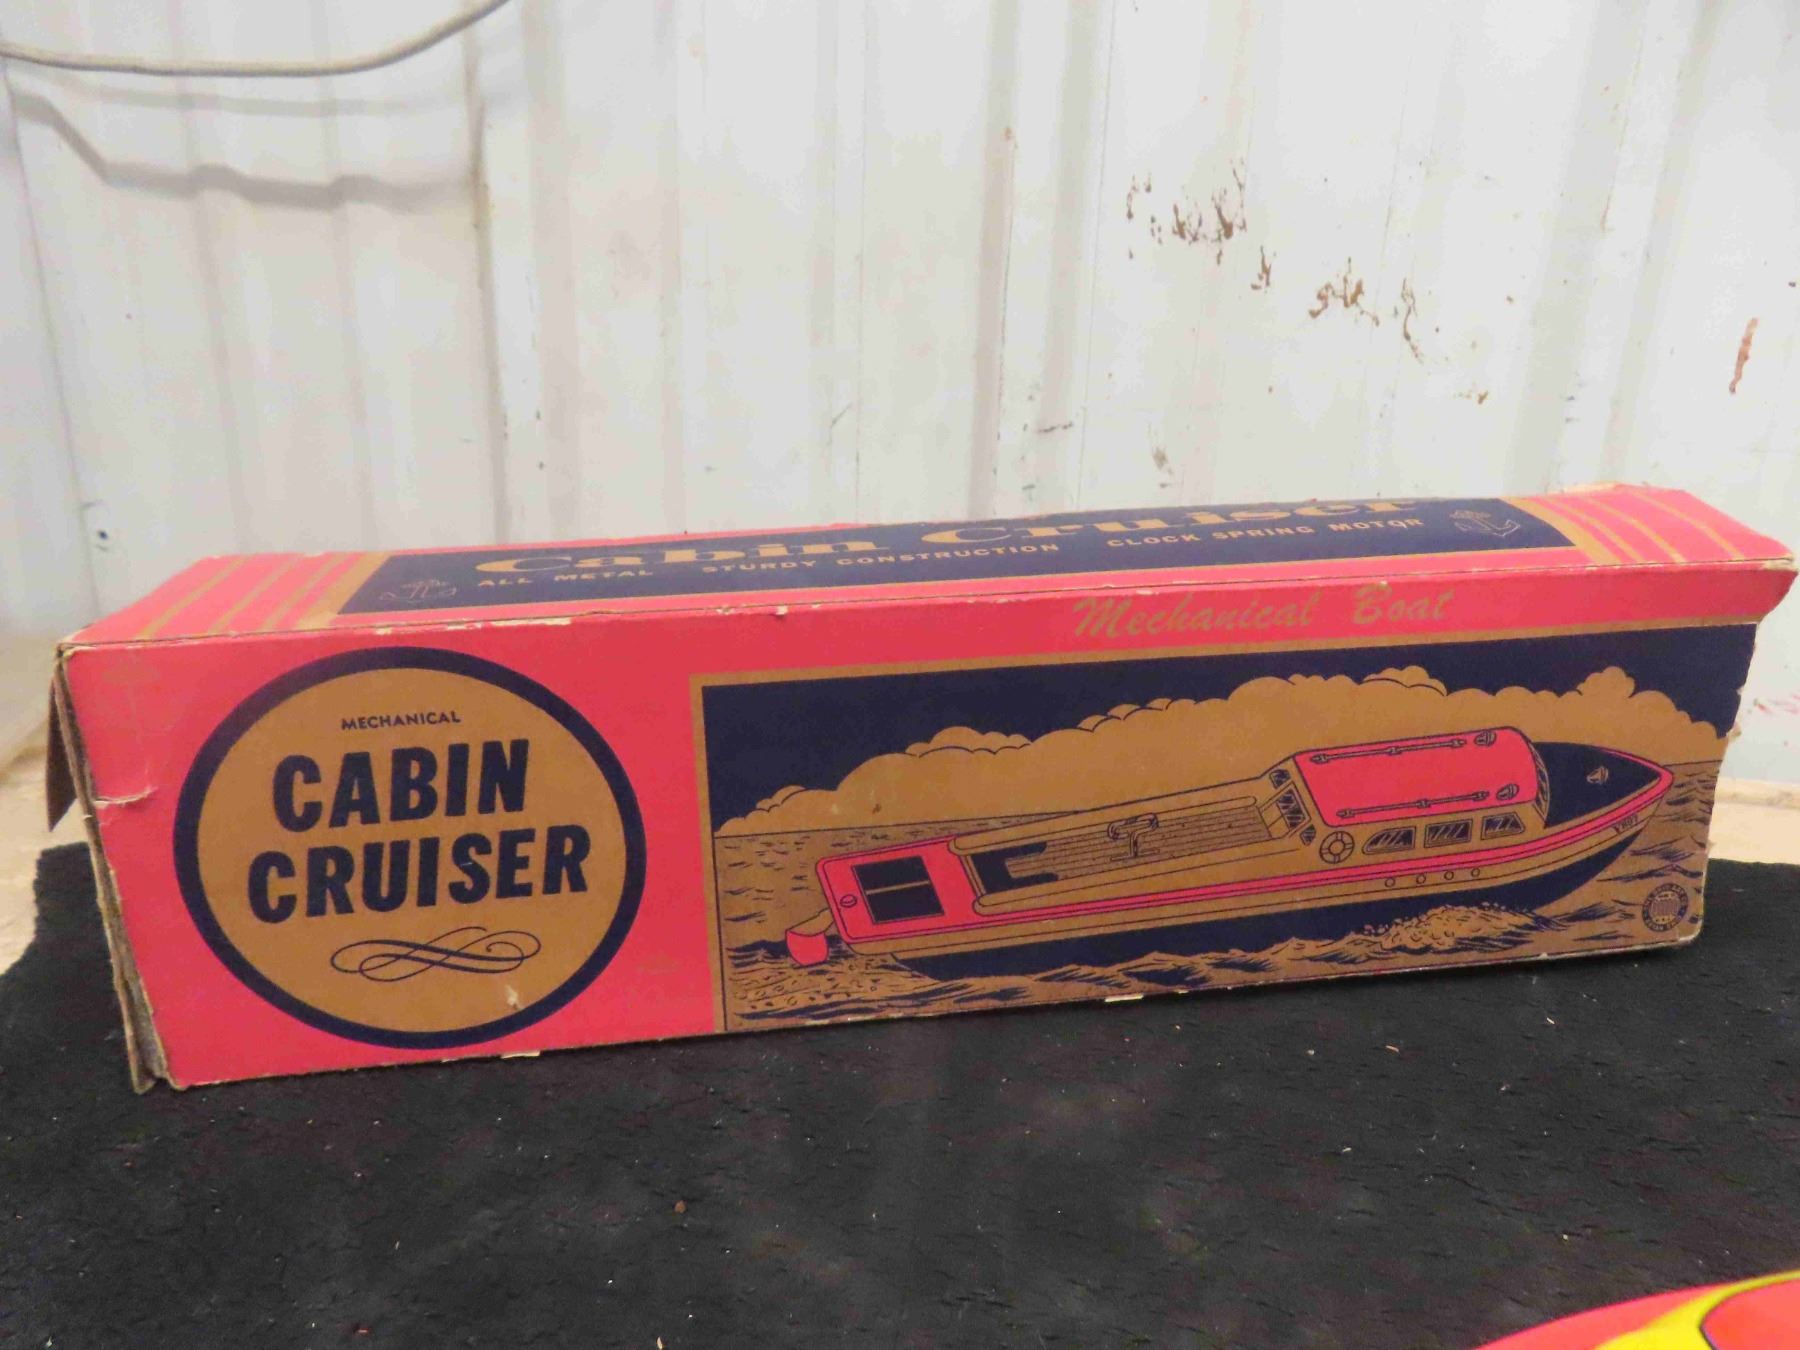 Cabin Cruiser
ALL METAL STURDY CONSTRUCTION CLOCK SPRING MOTOR
Mechanical Boat
MECHANICAL
CABIN
CRUISER